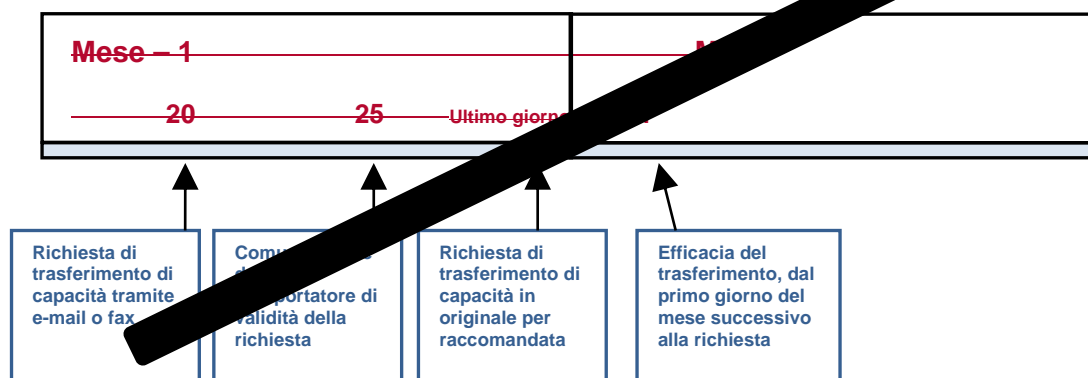 Mese – 1
20 25 Ultimo giorno
Richiesta di
trasferimento di
capacità tramite
e-mail o fax
portatore di
validità della
richiesta
Richiesta di
trasferimento di
capacità in
originale per
raccomandata
Efficacia del
trasferimento, dal
primo giorno del
mese successivo
alla richiesta